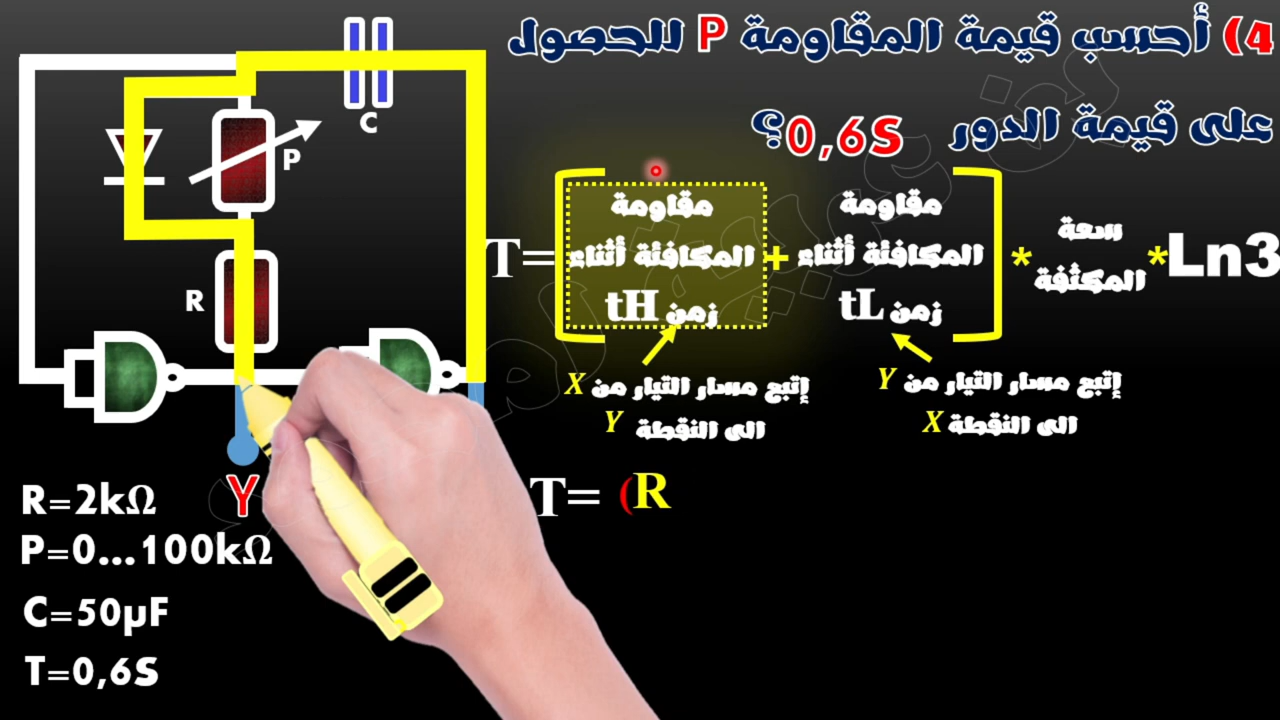 4) أحسب قيمة المقاومة P للحصول
على قيمة الدور 0,6S؟
C
P
R
T=
مقاومة
المكافئة أثناء
زمن tH
+
مقاومة
المكافئة أثناء
زمن tL
*
سعة
المكثفة
*Ln3
إتبع مسار التيار من X
الى النقطة Y
إتبع مسار التيار من Y
الى النقطة X
Y
T= (R
R=2kΩ
P=0...100kΩ
C=50µF
T=0,6S